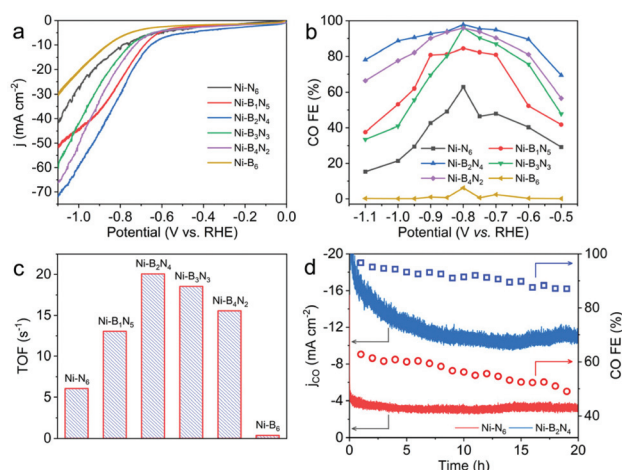 a
0
-10
-20
-30
-40
-50
-60
-70
j (mA cm-2)
Ni-N6
Ni-B1N5
Ni-B2N4
Ni-B3N3
Ni-B4N2
Ni-B6
-1.0 -0.8 -0.6 -0.4 -0.2 0.0
Potential (V vs. RHE)
b
100
80
60
40
20
0
CO FE (%)
Ni-N6 Ni-B1N5
Ni-B2N4 Ni-B3N3
Ni-B4N2 Ni-B6
-1.1 -1.0 -0.9 -0.8 -0.7 -0.6 -0.5
Potential (V vs. RHE)
c
25
20
15
10
5
0
TOF (s-1)
Ni-N6
Ni-B1N5
Ni-B2N4
Ni-B3N3
Ni-B4N2
Ni-B6
d
-20
-16
-12
-8
-4
0
jCO (mA cm-2)
100
80
60
40
CO FE (%)
Ni-N6 Ni-B2N4
0 5 10 15 20
Time (h)